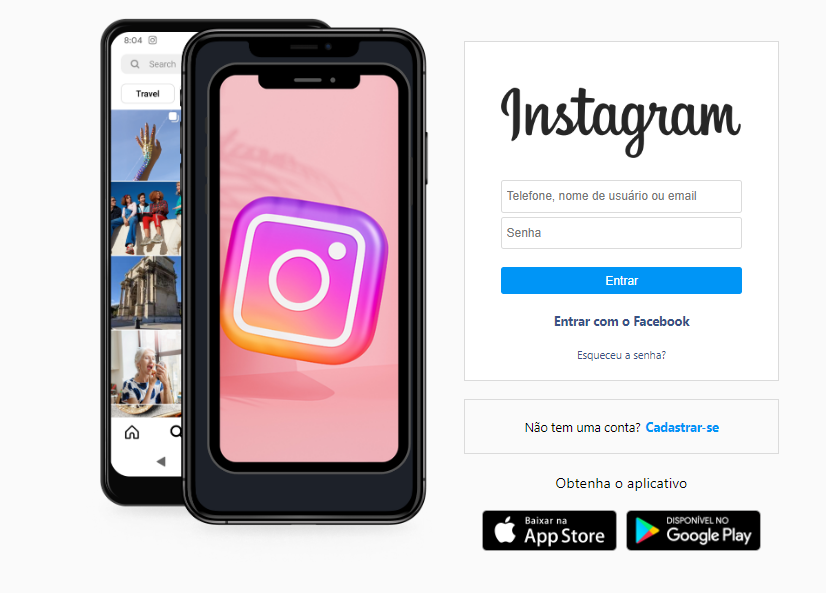 8:04
Search
Travel
Instagram
Telefone, nome de usuário ou email
Senha
Entrar
Entrar com o Facebook
Esqueceu a senha?
Não tem uma conta? Cadastrar-se
Obtenha o aplicativo
Baixar na
App Store
DISPONÍVEL NO
Google Play